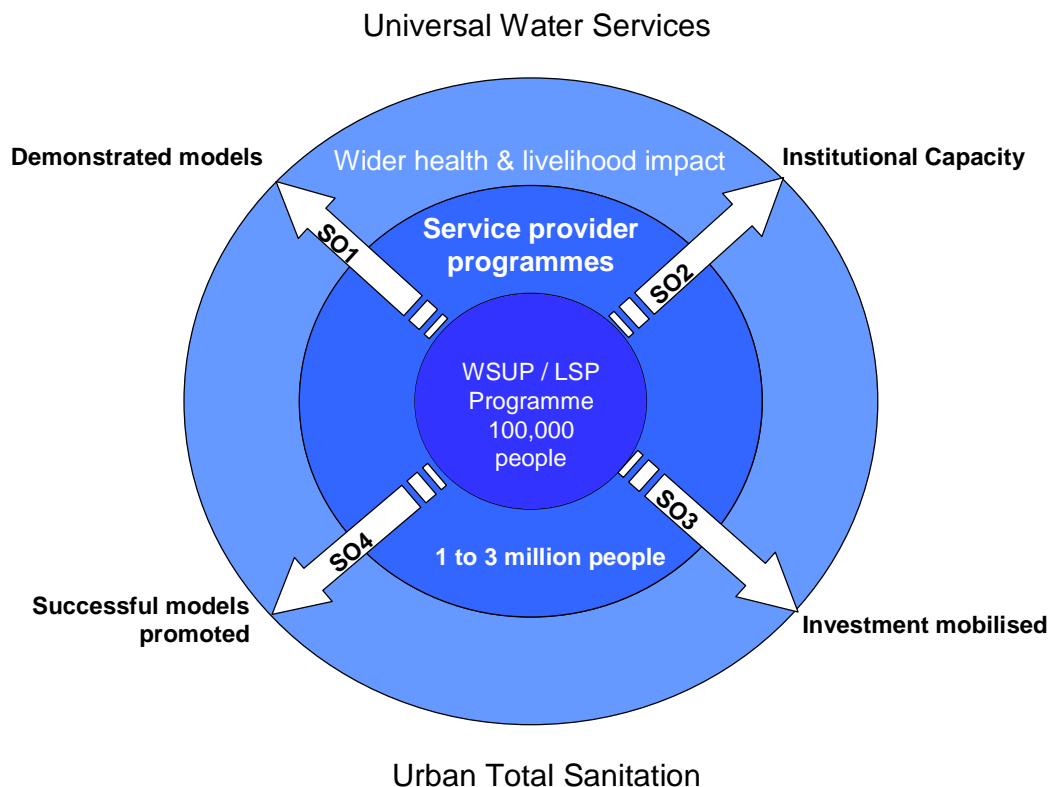 Universal Water Services
Demonstrated models
Wider health & livelihood impact
Institutional Capacity
SO1
Service provider
programmes
SO2
WSUP / LSP
Programme
100,000
people
SO4
1 to 3 million people
SO3
Successful models
promoted
Investment mobilised
Urban Total Sanitation